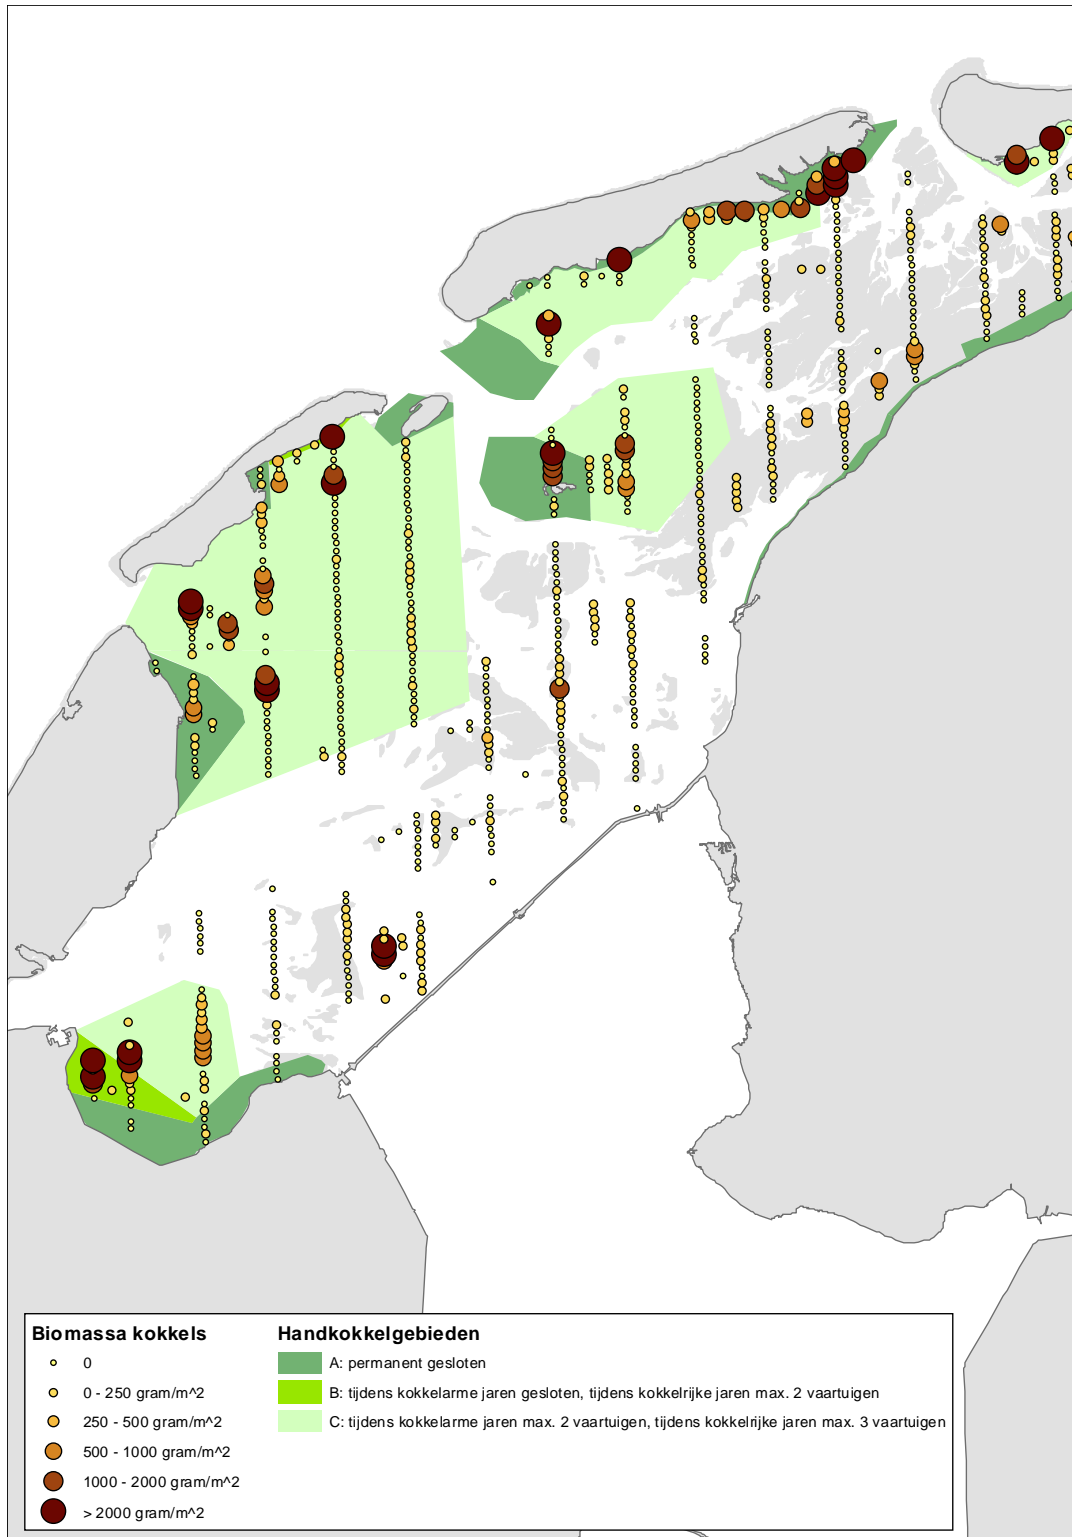 Biomassa kokkels
0
0 - 250 gram/m^2
250 - 500 gram/m^2
500 - 1000 gram/m^2
1000 - 2000 gram/m^2
> 2000 gram/m^2
Handkokkelgebieden
A: permanent gesloten
B: tijdens kokkelarme jaren gesloten, tijdens kokkelrijke jaren max. 2 vaartuigen
C: tijdens kokkelarme jaren max. 2 vaartuigen, tijdens kokkelrijke jaren max. 3 vaartuigen